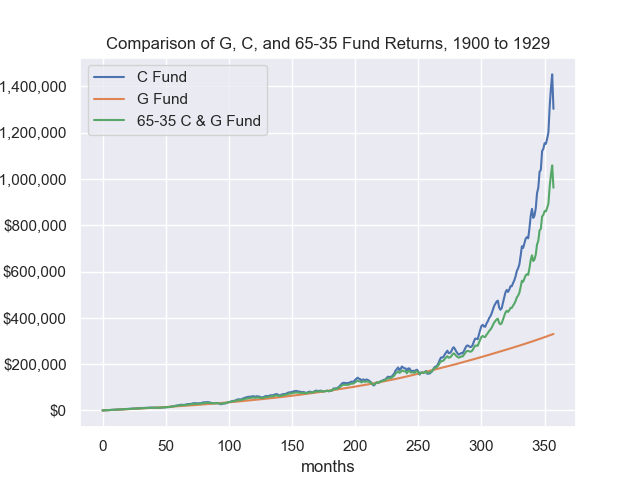 Comparison of G, C, and 65-35 Fund Returns, 1900 to 1929
C Fund
G Fund
65-35 C & G Fund
1,400,000
1,200,000
1,000,000
$800,000
$600,000
$400,000
$200,000
$0
0 50 100 150 200 250 300 350
months